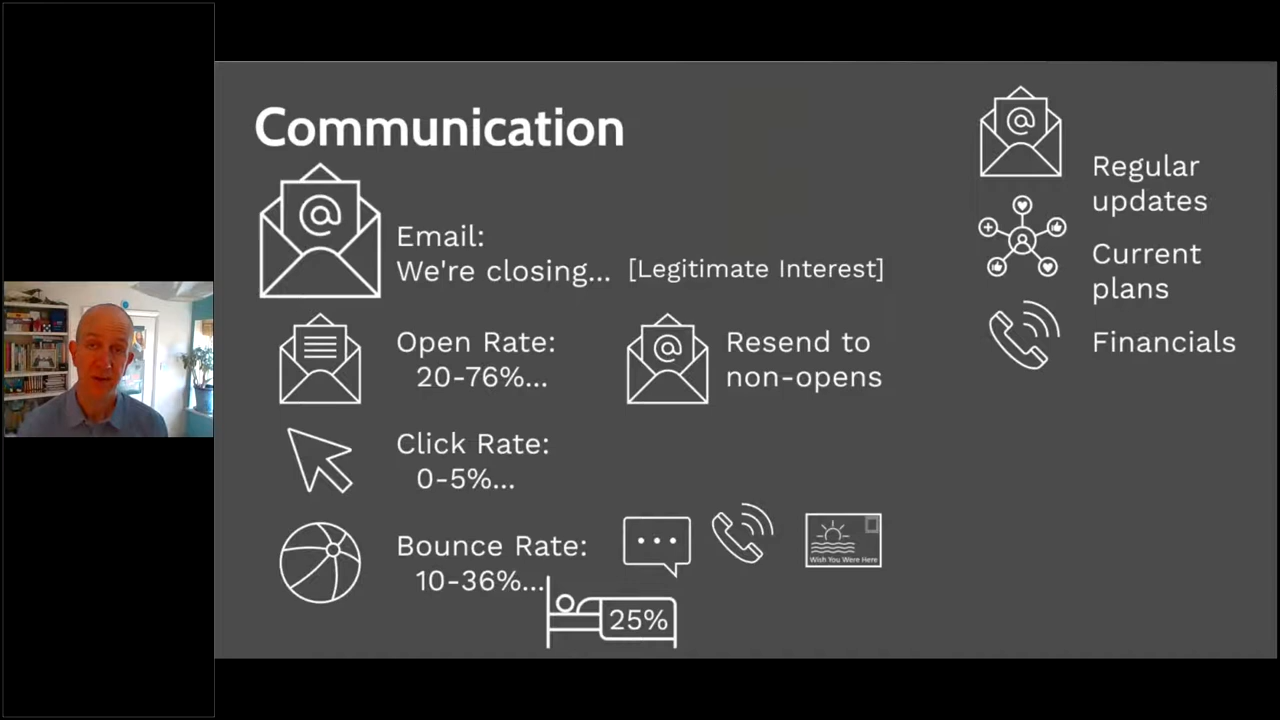 Communication
Email:
We're closing... [Legitimate Interest]
Open Rate:
20-76%...
Resend to
non-opens
Click Rate:
0-5%...
Bounce Rate:
10-36%...
Wish You Were Here
25%
@
@
@
Regular
updates
Current
plans
Financials